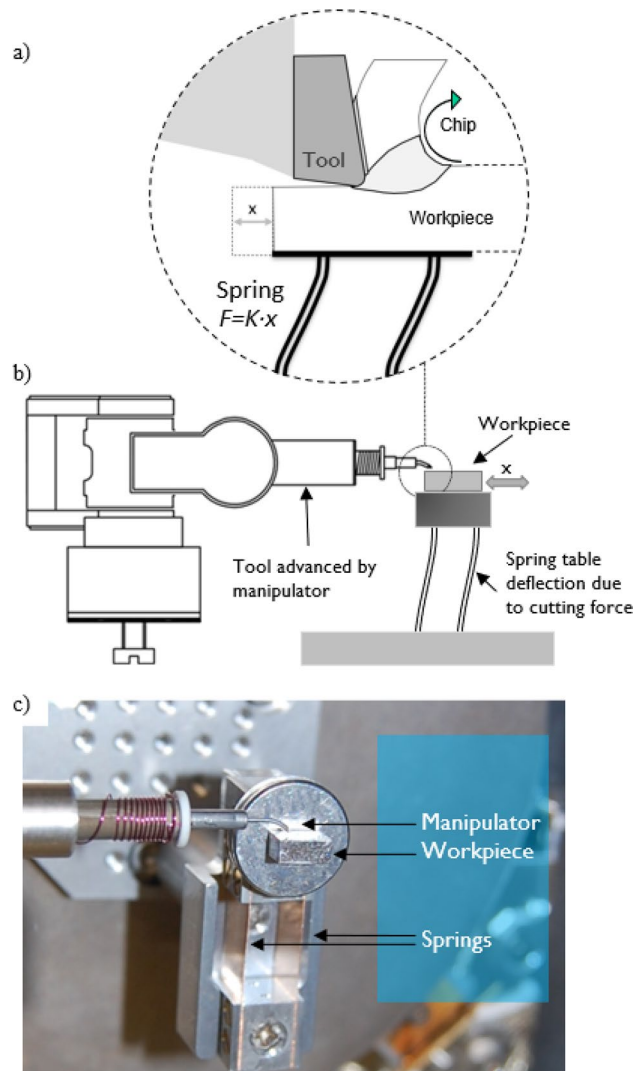 a)
Tool
Chip
x
Workpiece
Spring
F=K·x
b)
Workpiece
x
Tool advanced by
manipulator
Spring table
deflection due
to cutting force
c)
Manipulator
Workpiece
Springs